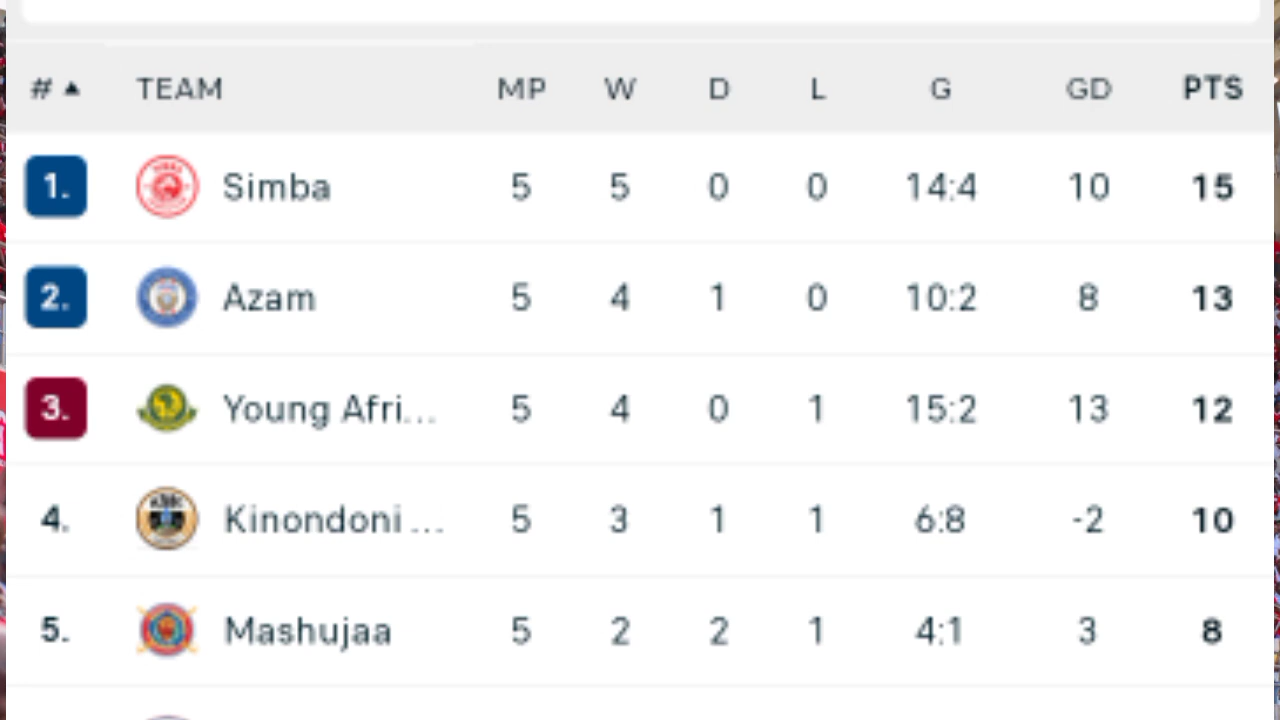 # ▲ TEAM MP W D L G GD PTS
1. Simba 5 5 0 0 14:4 10 15
2. Azam 5 4 1 0 10:2 8 13
3. Young Afri... 5 4 0 1 15:2 13 12
4. Kinondoni ... 5 3 1 1 6:8 -2 10
5. Mashujaa 5 2 2 1 4:1 3 8